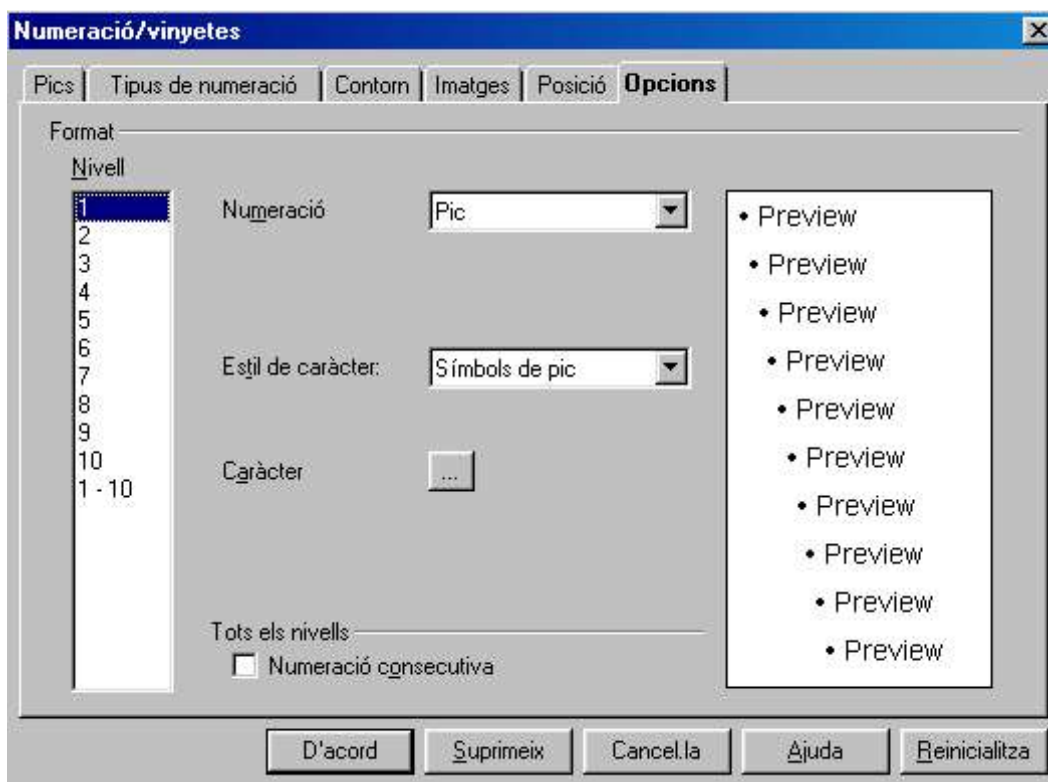 Numeració/vinyetes
Pics Tipus de numeració Contorn Imatges Posició Opcions
Format
Nivell
1
2
3
4
5
6
7
8
9
10
1 - 10
Numeració Pic
Estil de caràcter: Símbols de pic
Caràcter ...
Tots els nivells
Numeració consecutiva
• Preview
• Preview
• Preview
• Preview
• Preview
• Preview
• Preview
• Preview
• Preview
• Preview
D'acord Suprimeix Cancel.la Ajuda Reinicialitza